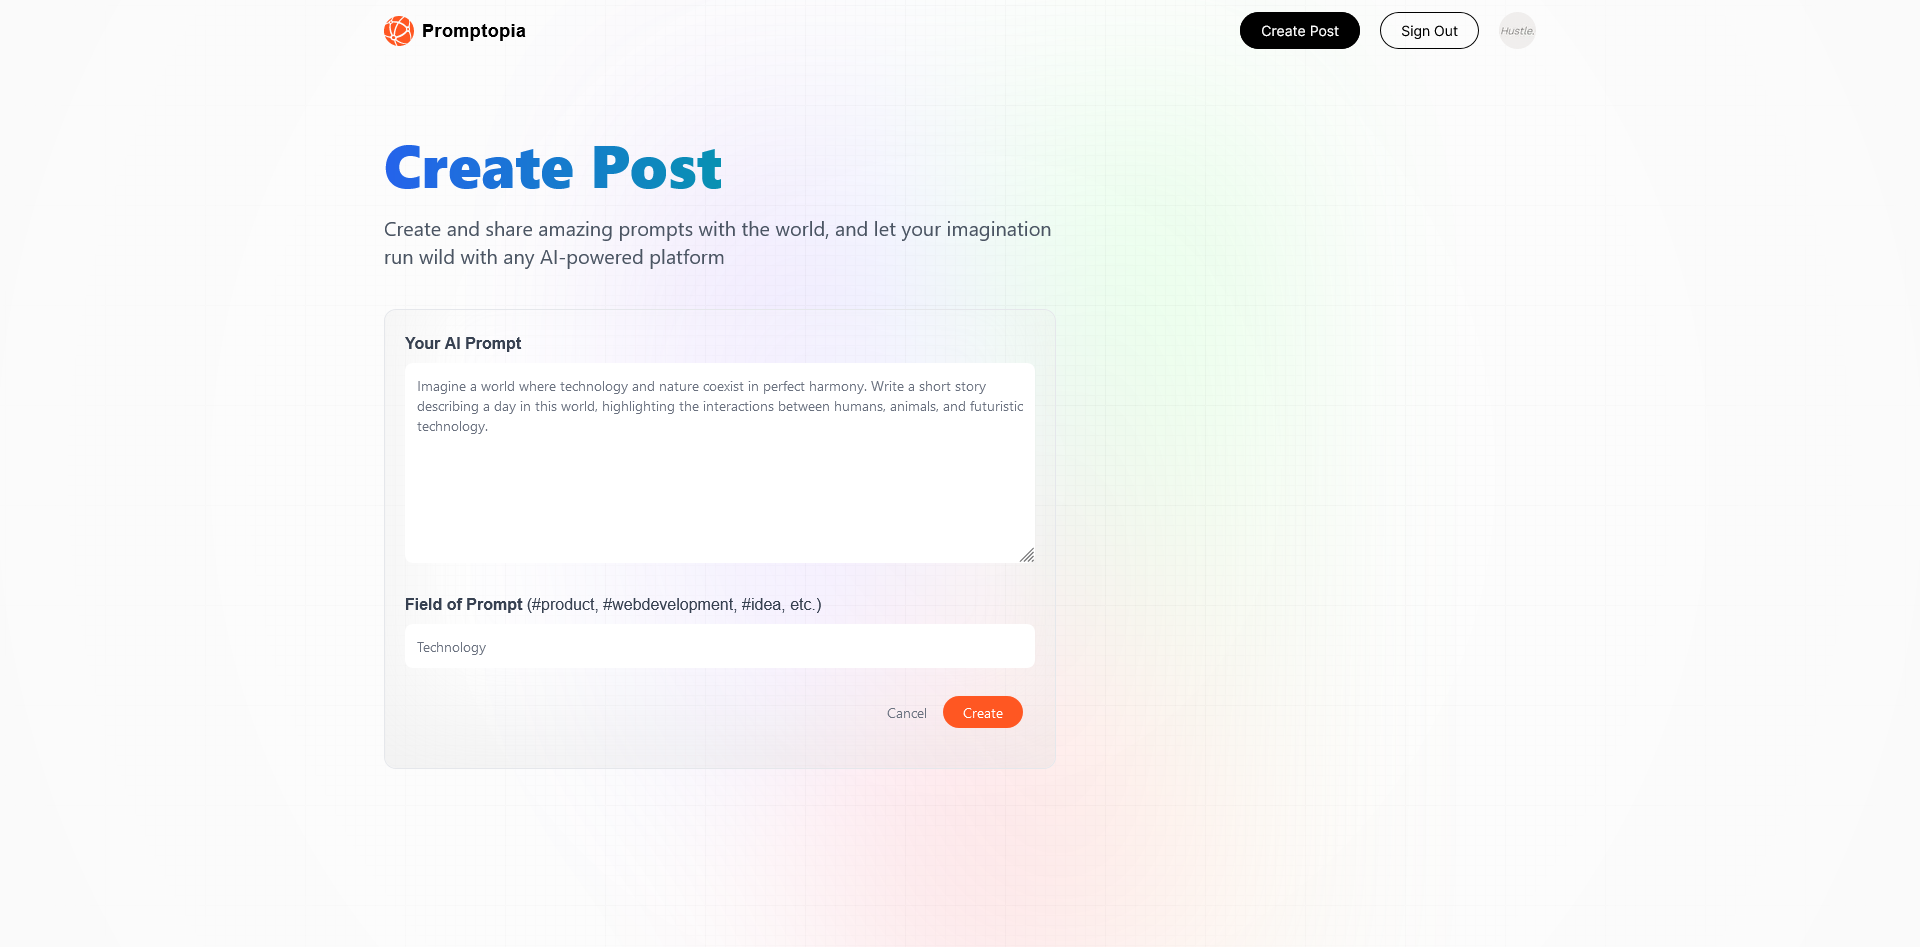 Promptopia
Create Post
Sign Out
Hustle.
Create Post
Create and share amazing prompts with the world, and let your imagination
run wild with any AI-powered platform
Your AI Prompt
Imagine a world where technology and nature coexist in perfect harmony. Write a short story
describing a day in this world, highlighting the interactions between humans, animals, and futuristic
technology.
Field of Prompt (#product, #webdevelopment, #idea, etc.)
Technology
Cancel
Create